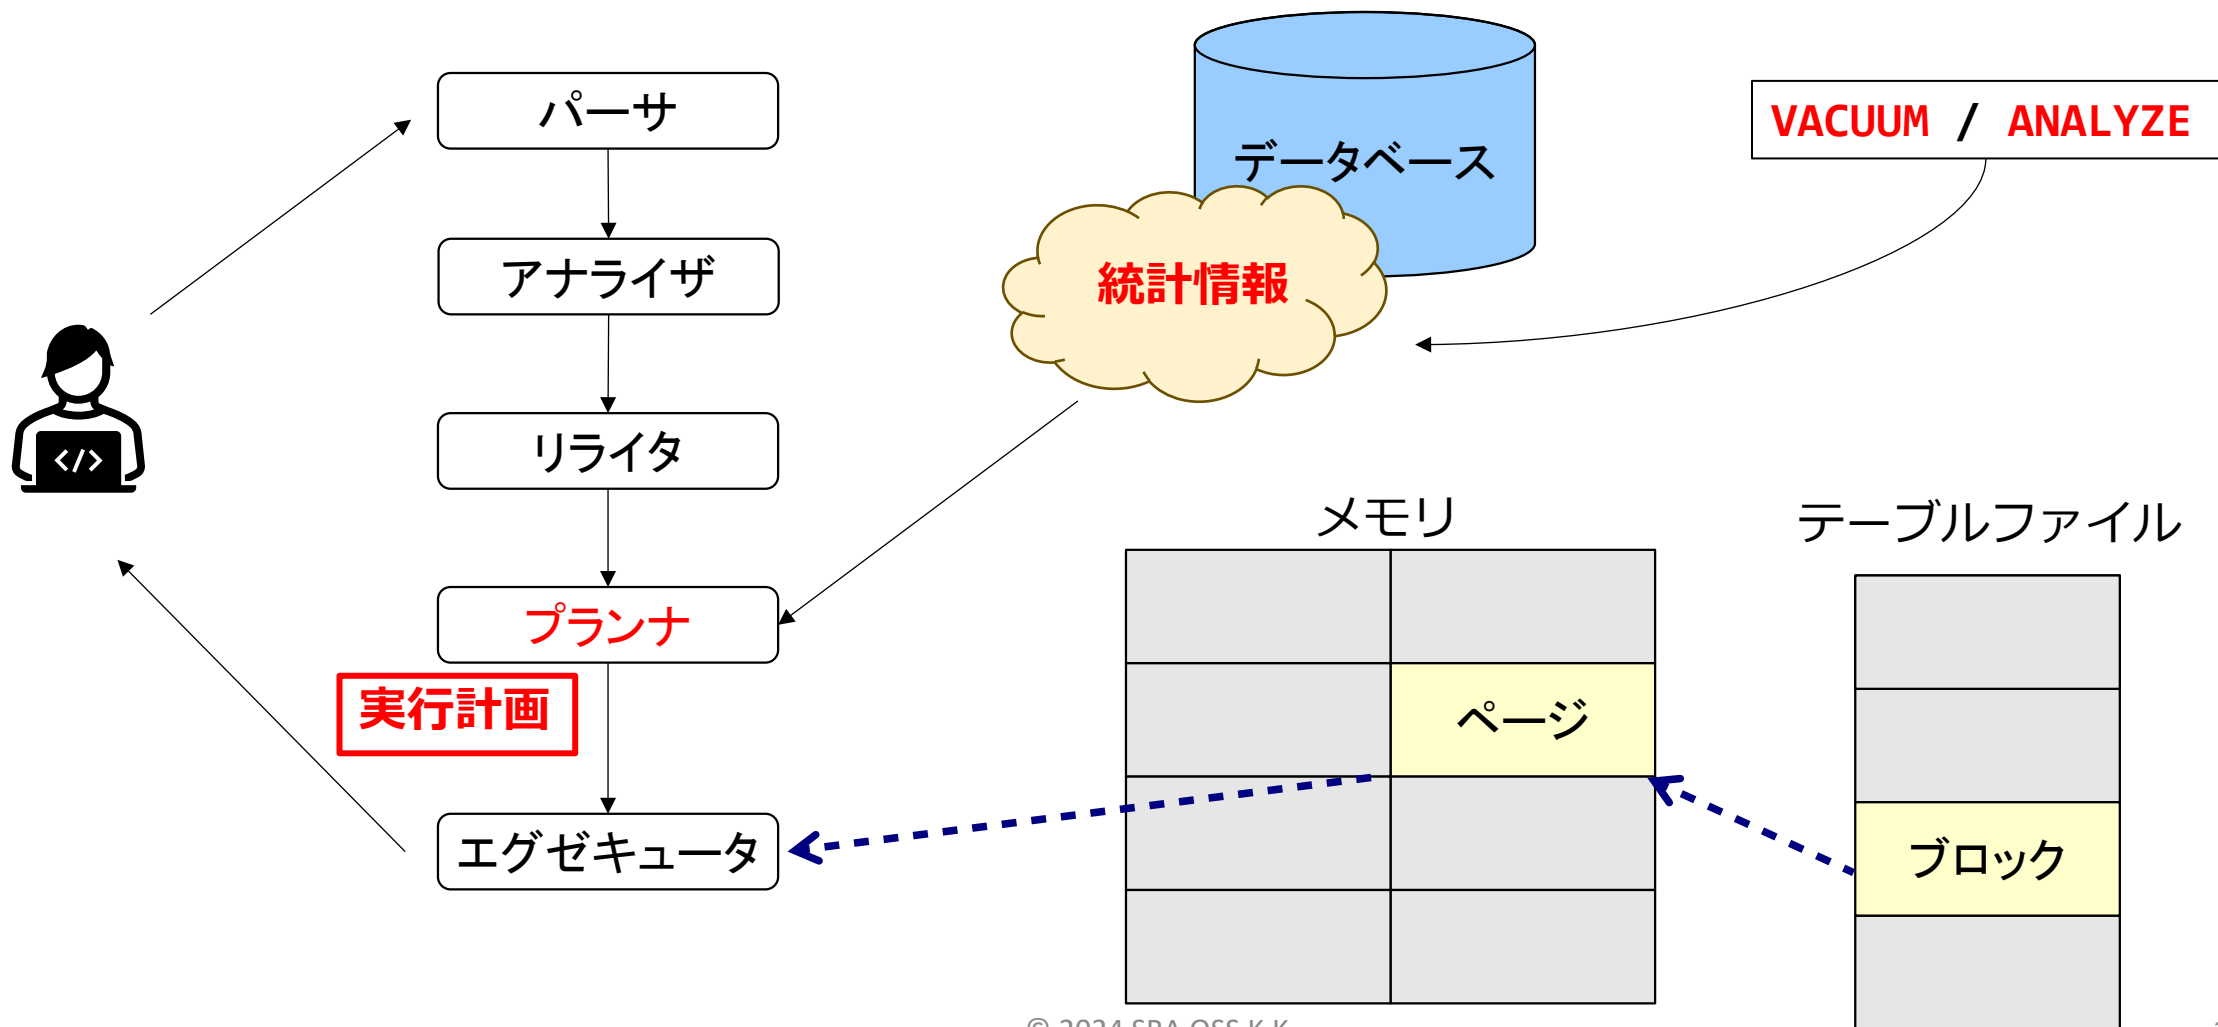 パーサ
アナライザ
リライタ
プランナ
実行計画
エグゼキュータ
データベース
統計情報
VACUUM / ANALYZE
メモリ
ページ
テーブルファイル
ブロック
</>
© 2024 SRA OSS K.K.